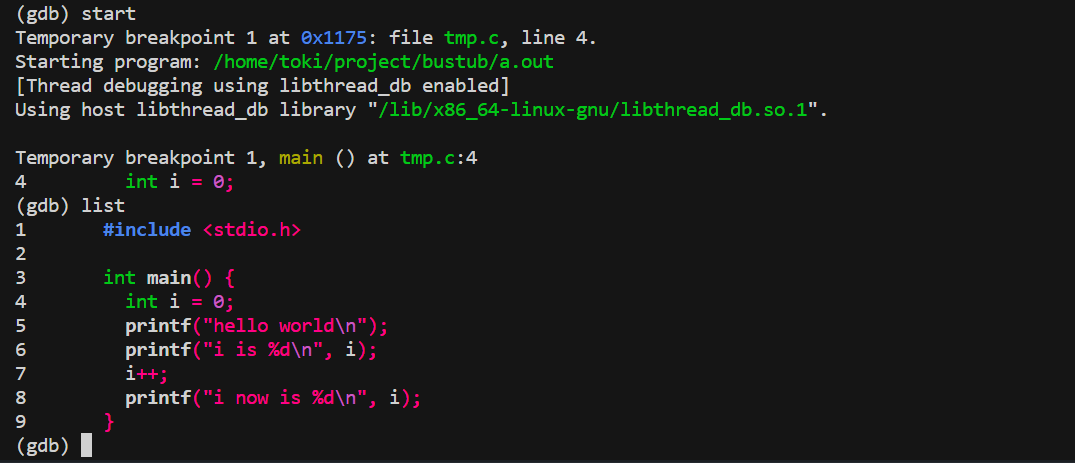 (gdb) start
Temporary breakpoint 1 at 0x1175: file tmp.c, line 4.
Starting program: /home/toki/project/bustub/a.out
[Thread debugging using libthread_db enabled]
Using host libthread_db library "/lib/x86_64-linux-gnu/libthread_db.so.1".

Temporary breakpoint 1, main () at tmp.c:4
4         int i = 0;
(gdb) list
1       #include <stdio.h>
2
3       int main() {
4         int i = 0;
5         printf("hello world\n");
6         printf("i is %d\n", i);
7         i++;
8         printf("i now is %d\n", i);
9       }
(gdb)